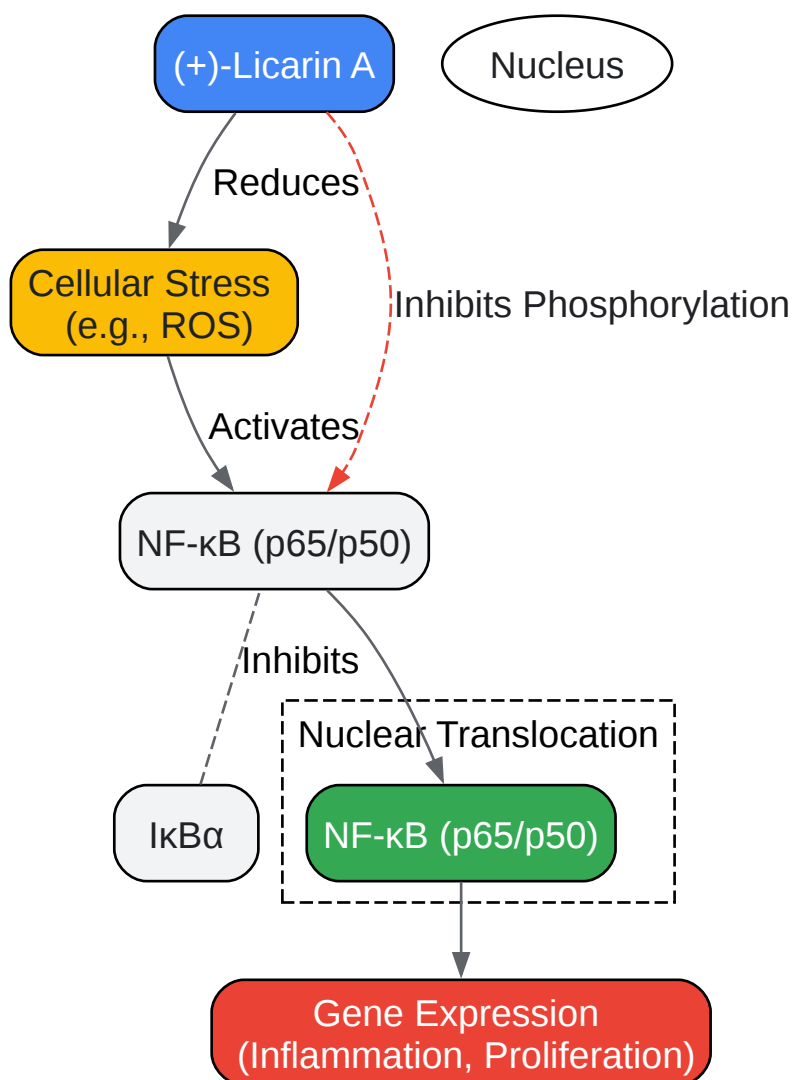 (+)-Licarin A
Nucleus
Reduces
Cellular Stress
(e.g., ROS)
Inhibits Phosphorylation
Activates
NF-κB (p65/p50)
Inhibits
Nuclear Translocation
IκBα
NF-κB (p65/p50)
Gene Expression
(Inflammation, Proliferation)